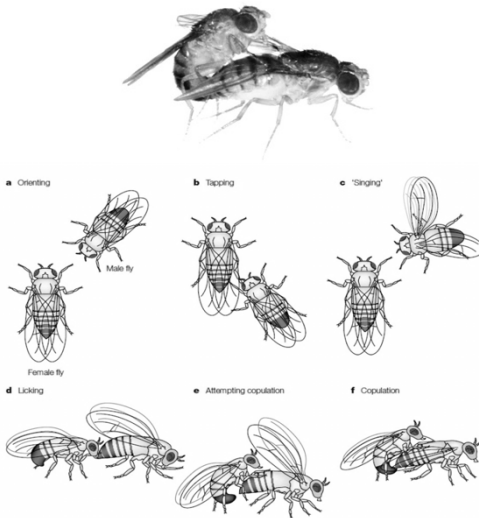 a Orienting
b Tapping
c 'Singing'
Male fly
Female fly
d Licking
e Attempting copulation
f Copulation